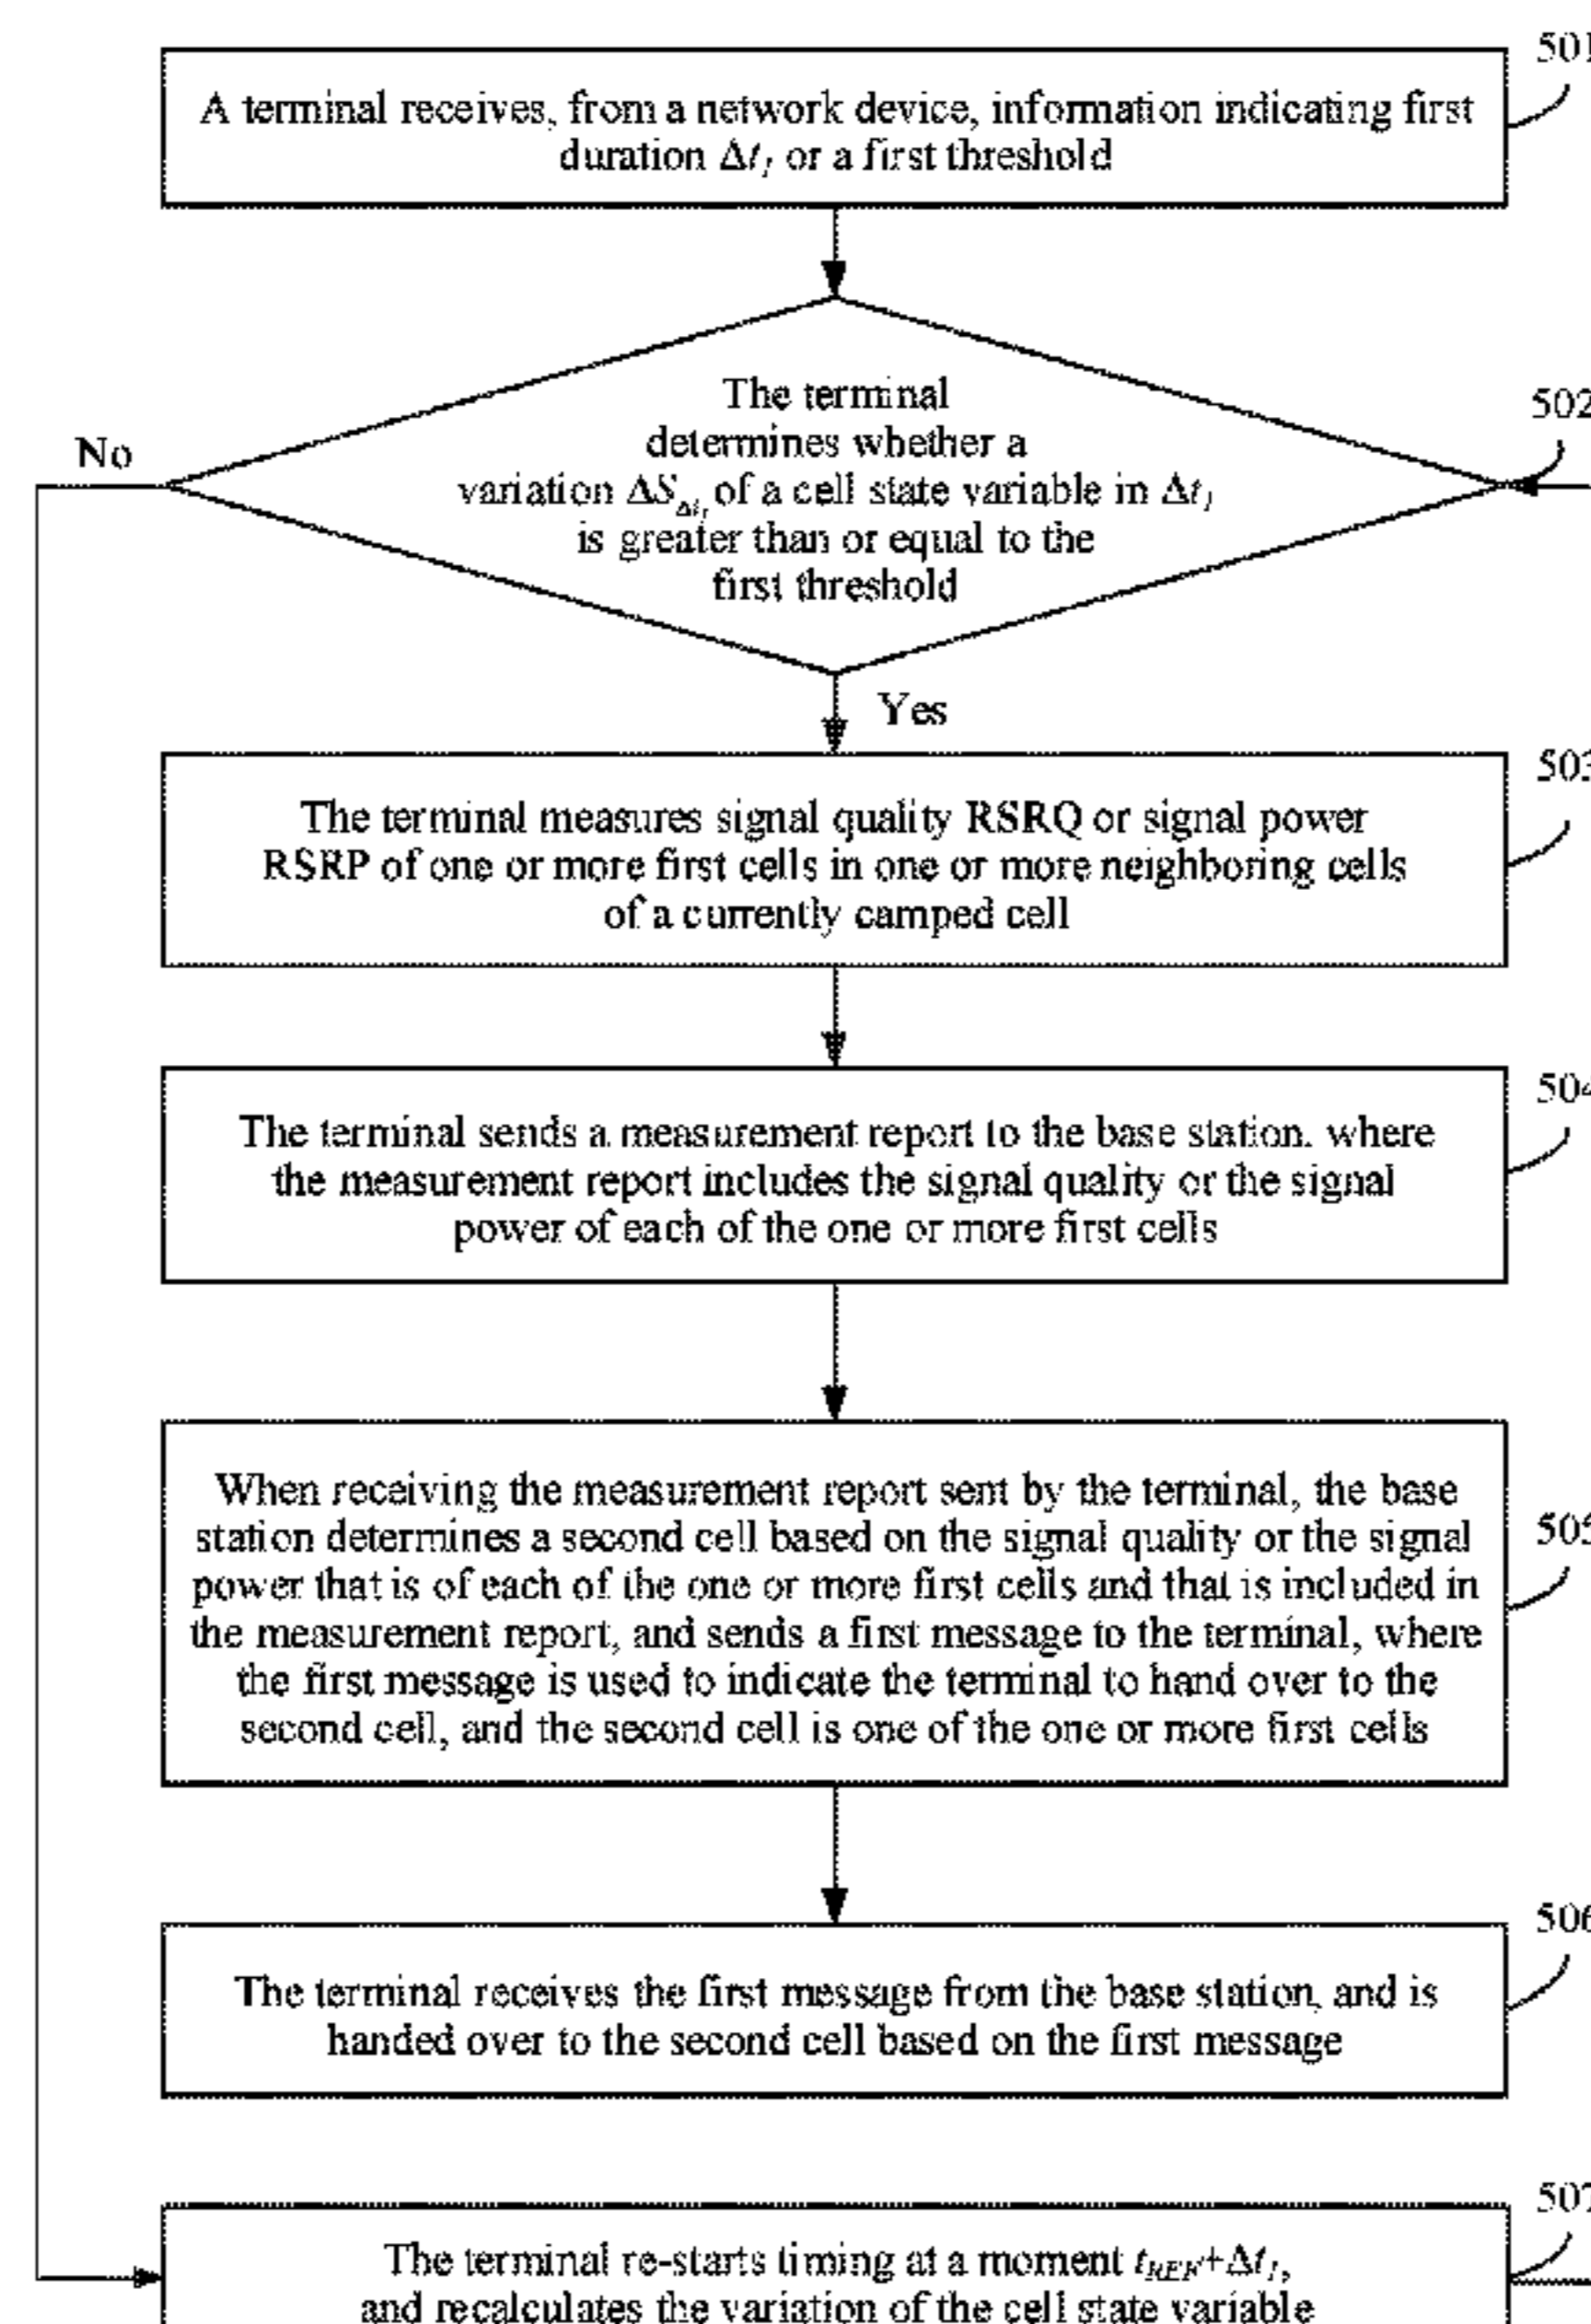 501
A terminal receives, from a network device, information indicating first
duration Δt₁ or a first threshold
The terminal
502
determines whether a
No
variation ΔS_Δt₁ of a cell state variable in Δt₁
is greater than or equal to the
first threshold
Yes
503
The terminal measures signal quality RSRQ or signal power
RSRP of one or more first cells in one or more neighboring cells
of a currently camped cell
504
The terminal sends a measurement report to the base station, where
the measurement report includes the signal quality or the signal
power of each of the one or more first cells
When receiving the measurement report sent by the terminal, the base
505
station determines a second cell based on the signal quality or the signal
power that is of each of the one or more first cells and that is included in
the measurement report, and sends a first message to the terminal, where
the first message is used to indicate the terminal to hand over to the
second cell, and the second cell is one of the one or more first cells
506
The terminal receives the first message from the base station, and is
handed over to the second cell based on the first message
507
The terminal re-starts timing at a moment t_REF+Δt₁,
and recalculates the variation of the cell state variable